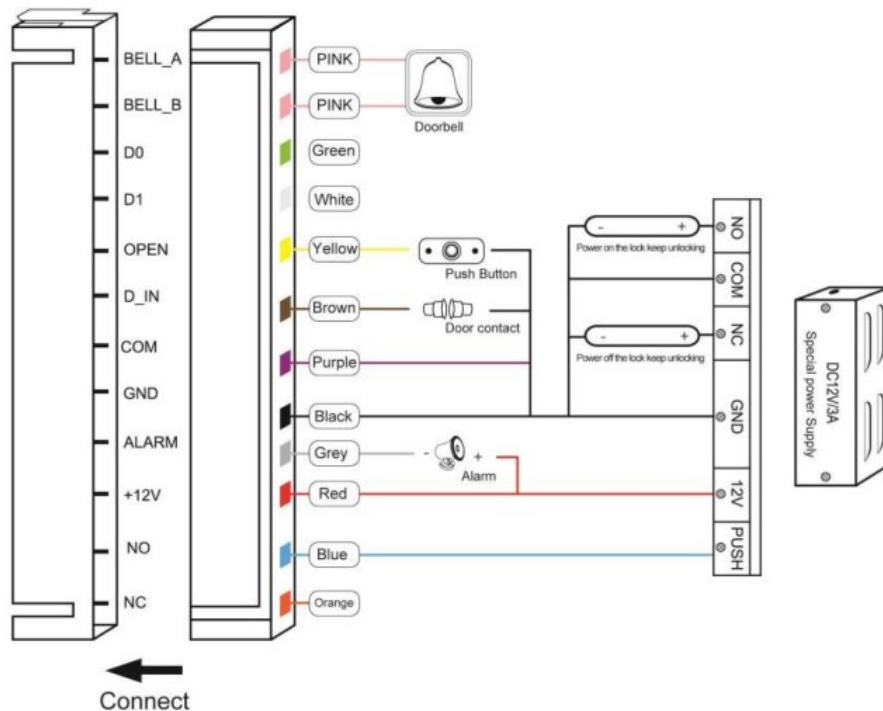 BELL_A
PINK
BELL_B
PINK
Doorbell
D0
Green
D1
White
OPEN
Yellow
Push Button
D_IN
Brown
Door contact
COM
Purple
GND
Black
ALARM
Grey
- +
Alarm
+12V
Red
NO
Blue
NC
Orange
- +
Power on the lock keep unlocking
- +
Power off the lock keep unlocking
NO
COM
NC
GND
12V
PUSH
DC12V/3A
Special power Supply
Connect